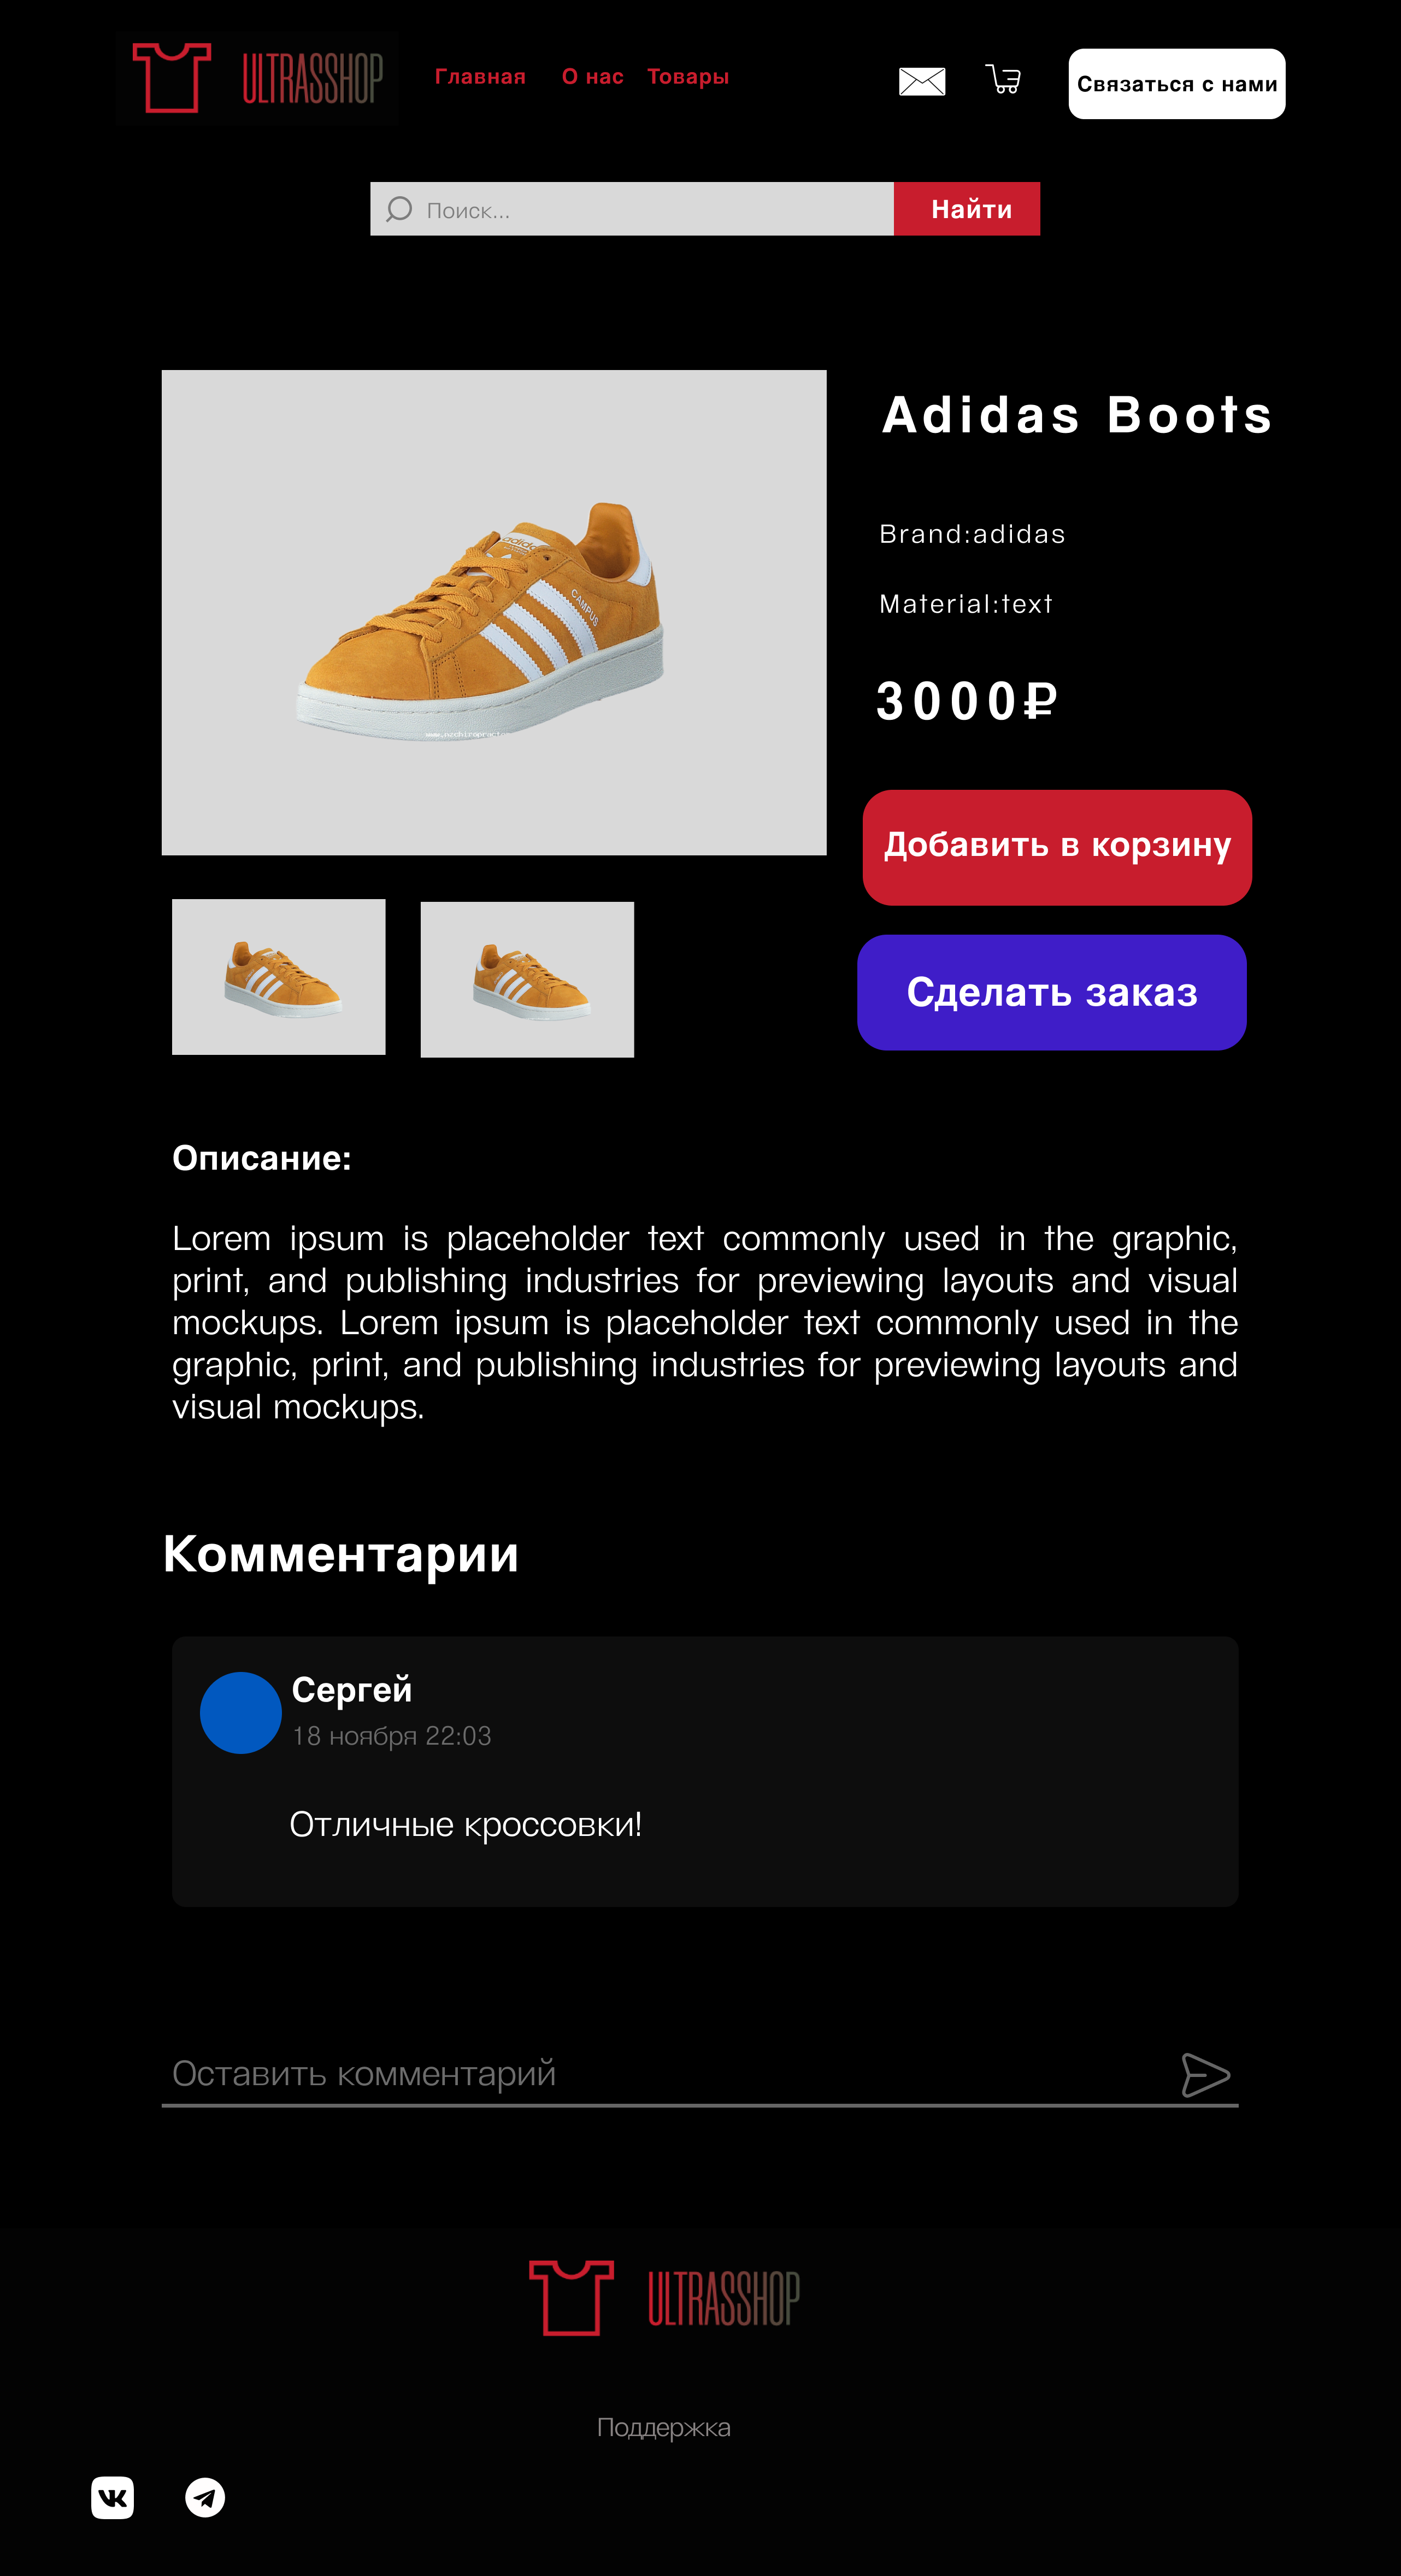 ULTRASSHOP
Главная О нас Товары
Связаться с нами
Поиск...
Найти
Adidas Boots
Brand:adidas
Material:text
3000₽
adidas
CAMPUS
Добавить в корзину
Сделать заказ
Описание:
Lorem ipsum is placeholder text commonly used in the graphic,
print, and publishing industries for previewing layouts and visual
mockups. Lorem ipsum is placeholder text commonly used in the
graphic, print, and publishing industries for previewing layouts and
visual mockups.
Комментарии
Сергей
18 ноября 22:03
Отличные кроссовки!
Оставить комментарий
ULTRASSHOP
Поддержка